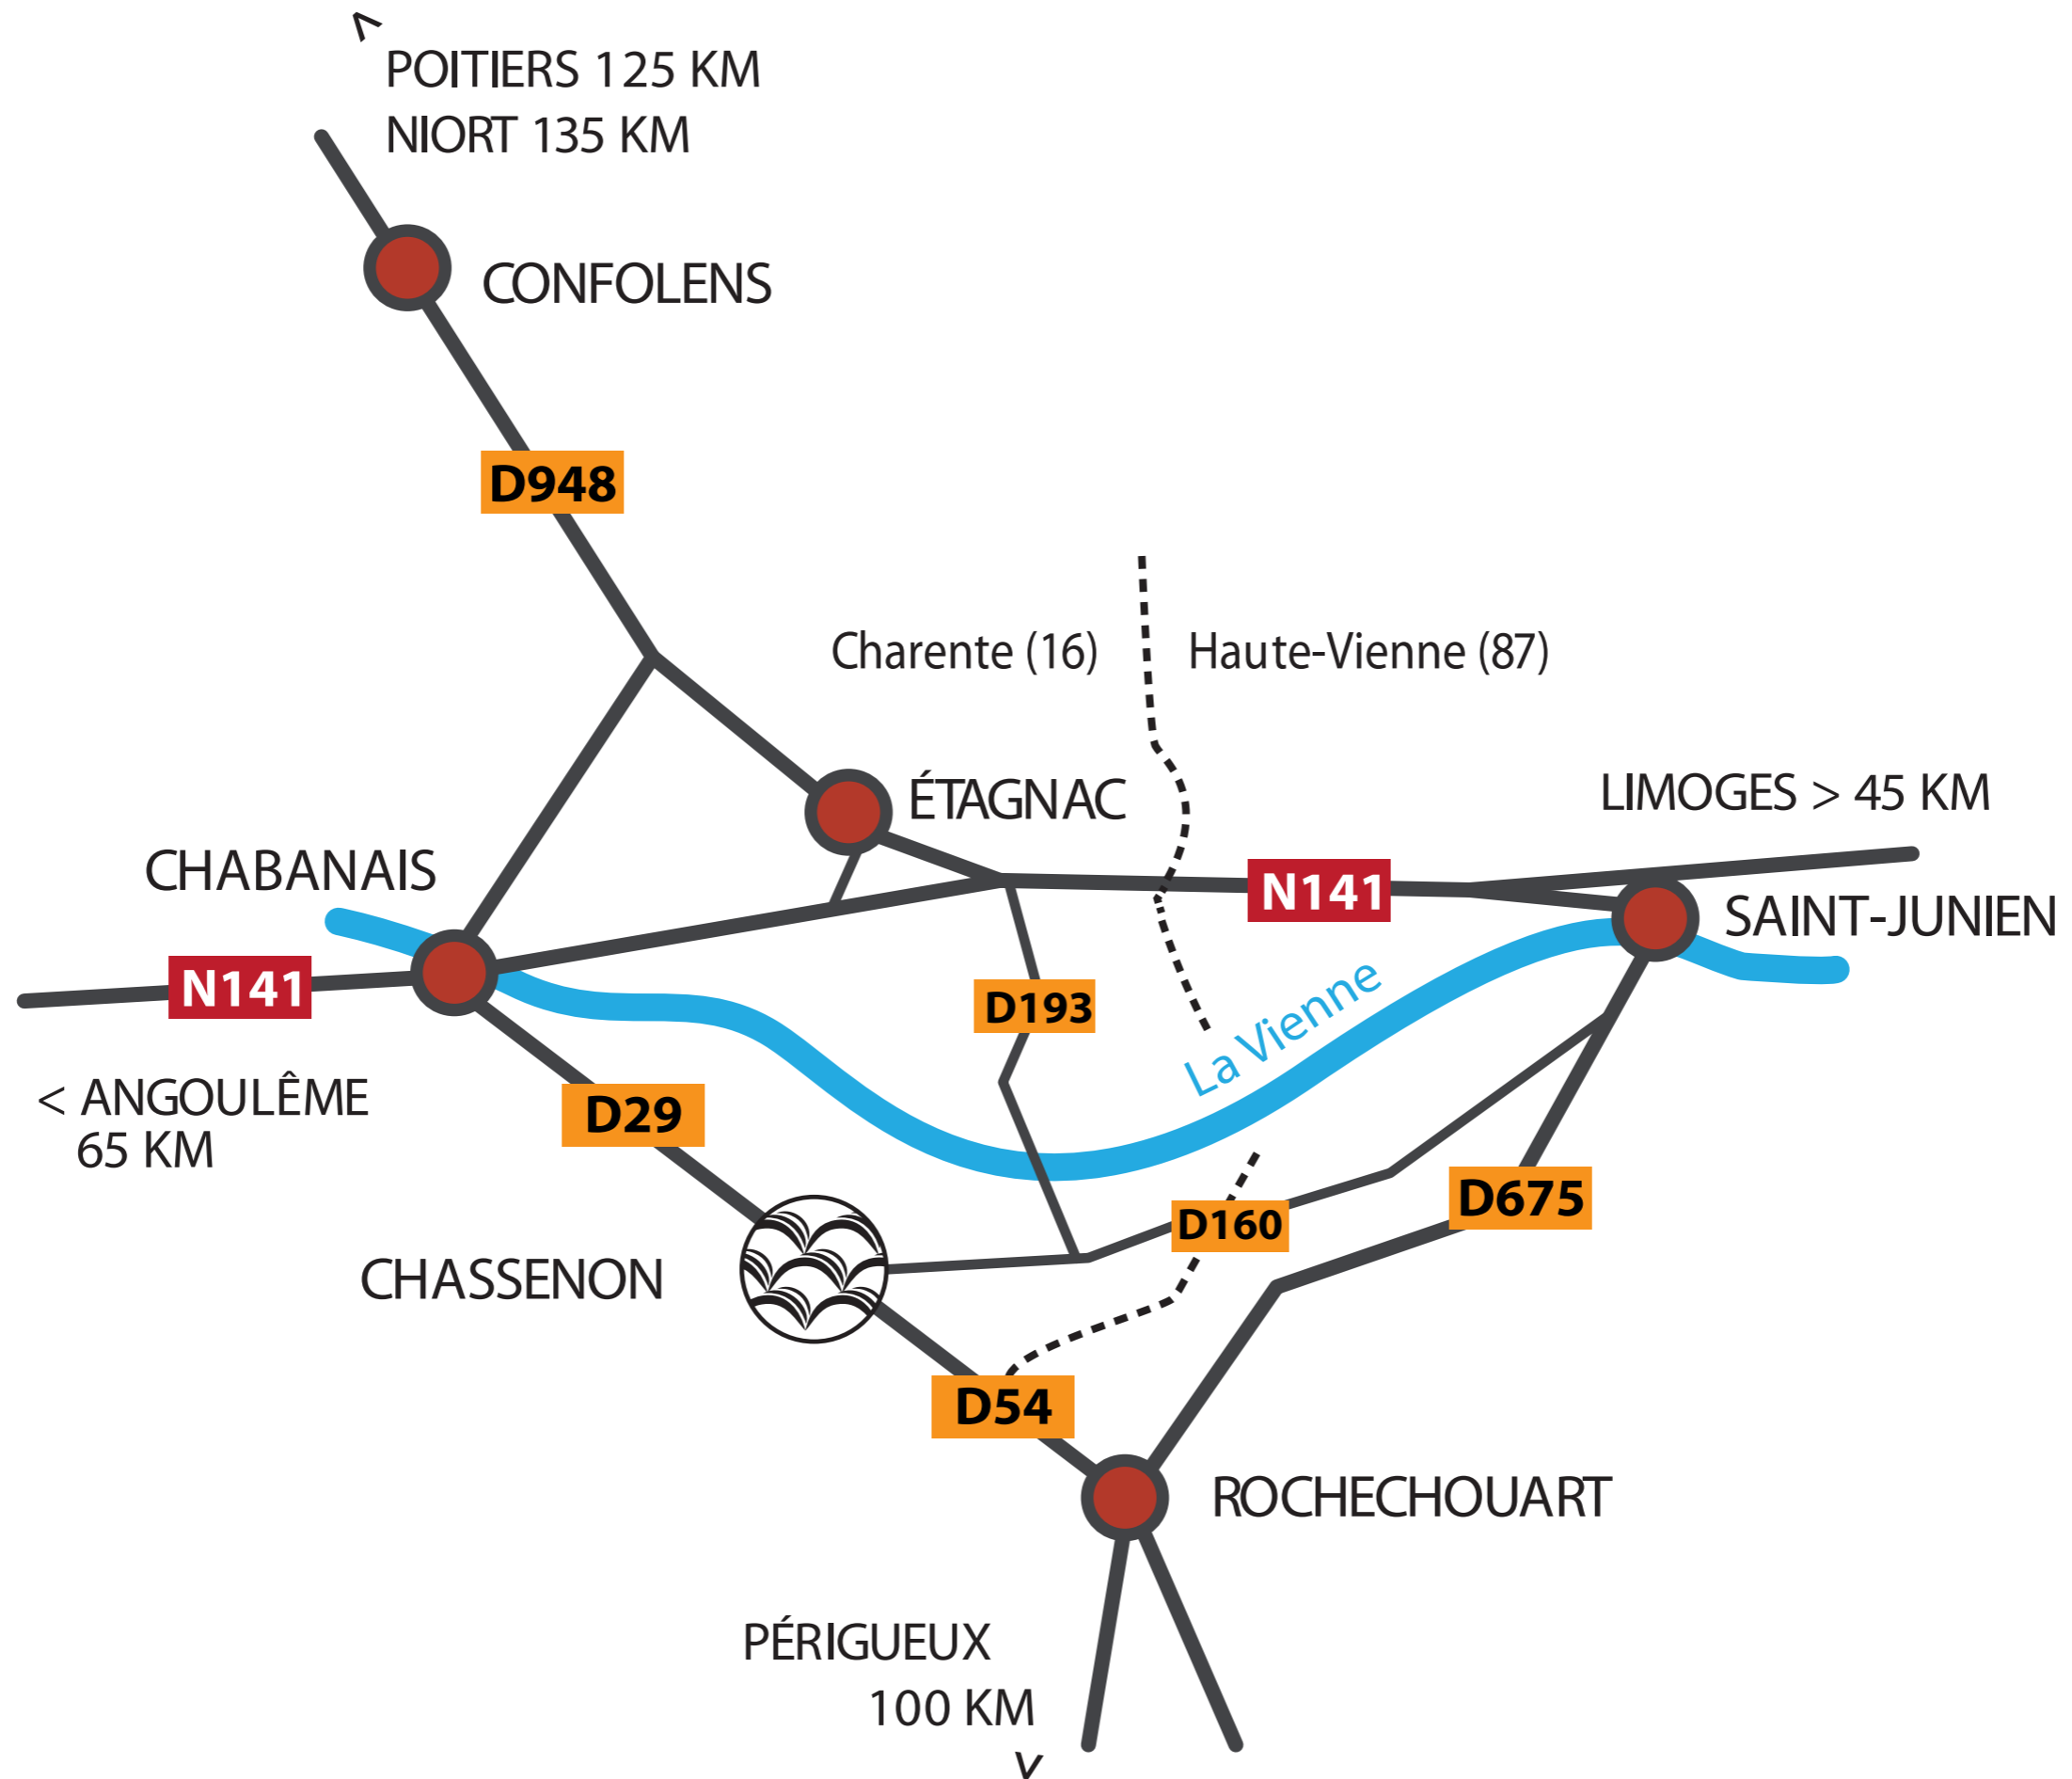 ^
POITIERS 125 KM
NIORT 135 KM
CONFOLENS
D948
Charente (16)
Haute-Vienne (87)
ÉTAGNAC
LIMOGES > 45 KM
CHABANAIS
N141
SAINT-JUNIEN
N141
D193
La Vienne
< ANGOULÊME
65 KM
D29
D675
D160
CHASSENON
D54
ROCHECHOUART
PÉRIGUEUX
100 KM
v